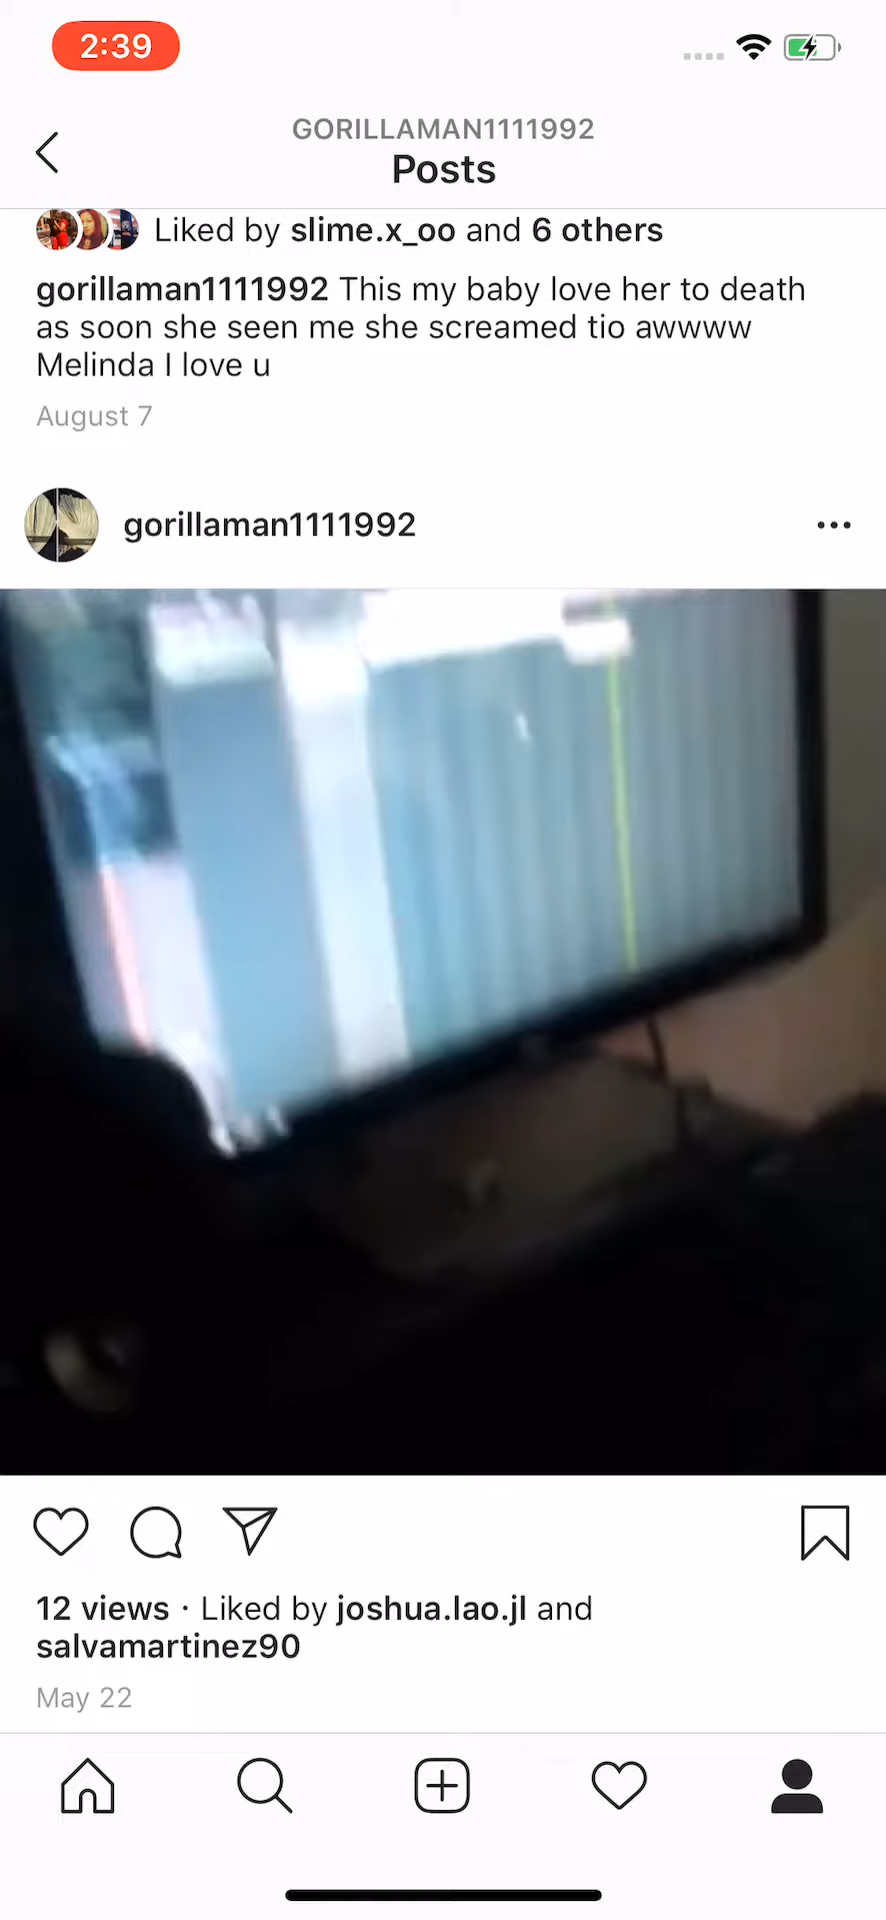 2:39
GORILLAMAN1111992
Posts
Liked by slime.x_oo and 6 others
gorillaman1111992 This my baby love her to death
as soon she seen me she screamed tio awwww
Melinda I love u
August 7
gorillaman1111992
12 views · Liked by joshua.lao.jl and
salvamartinez90
May 22